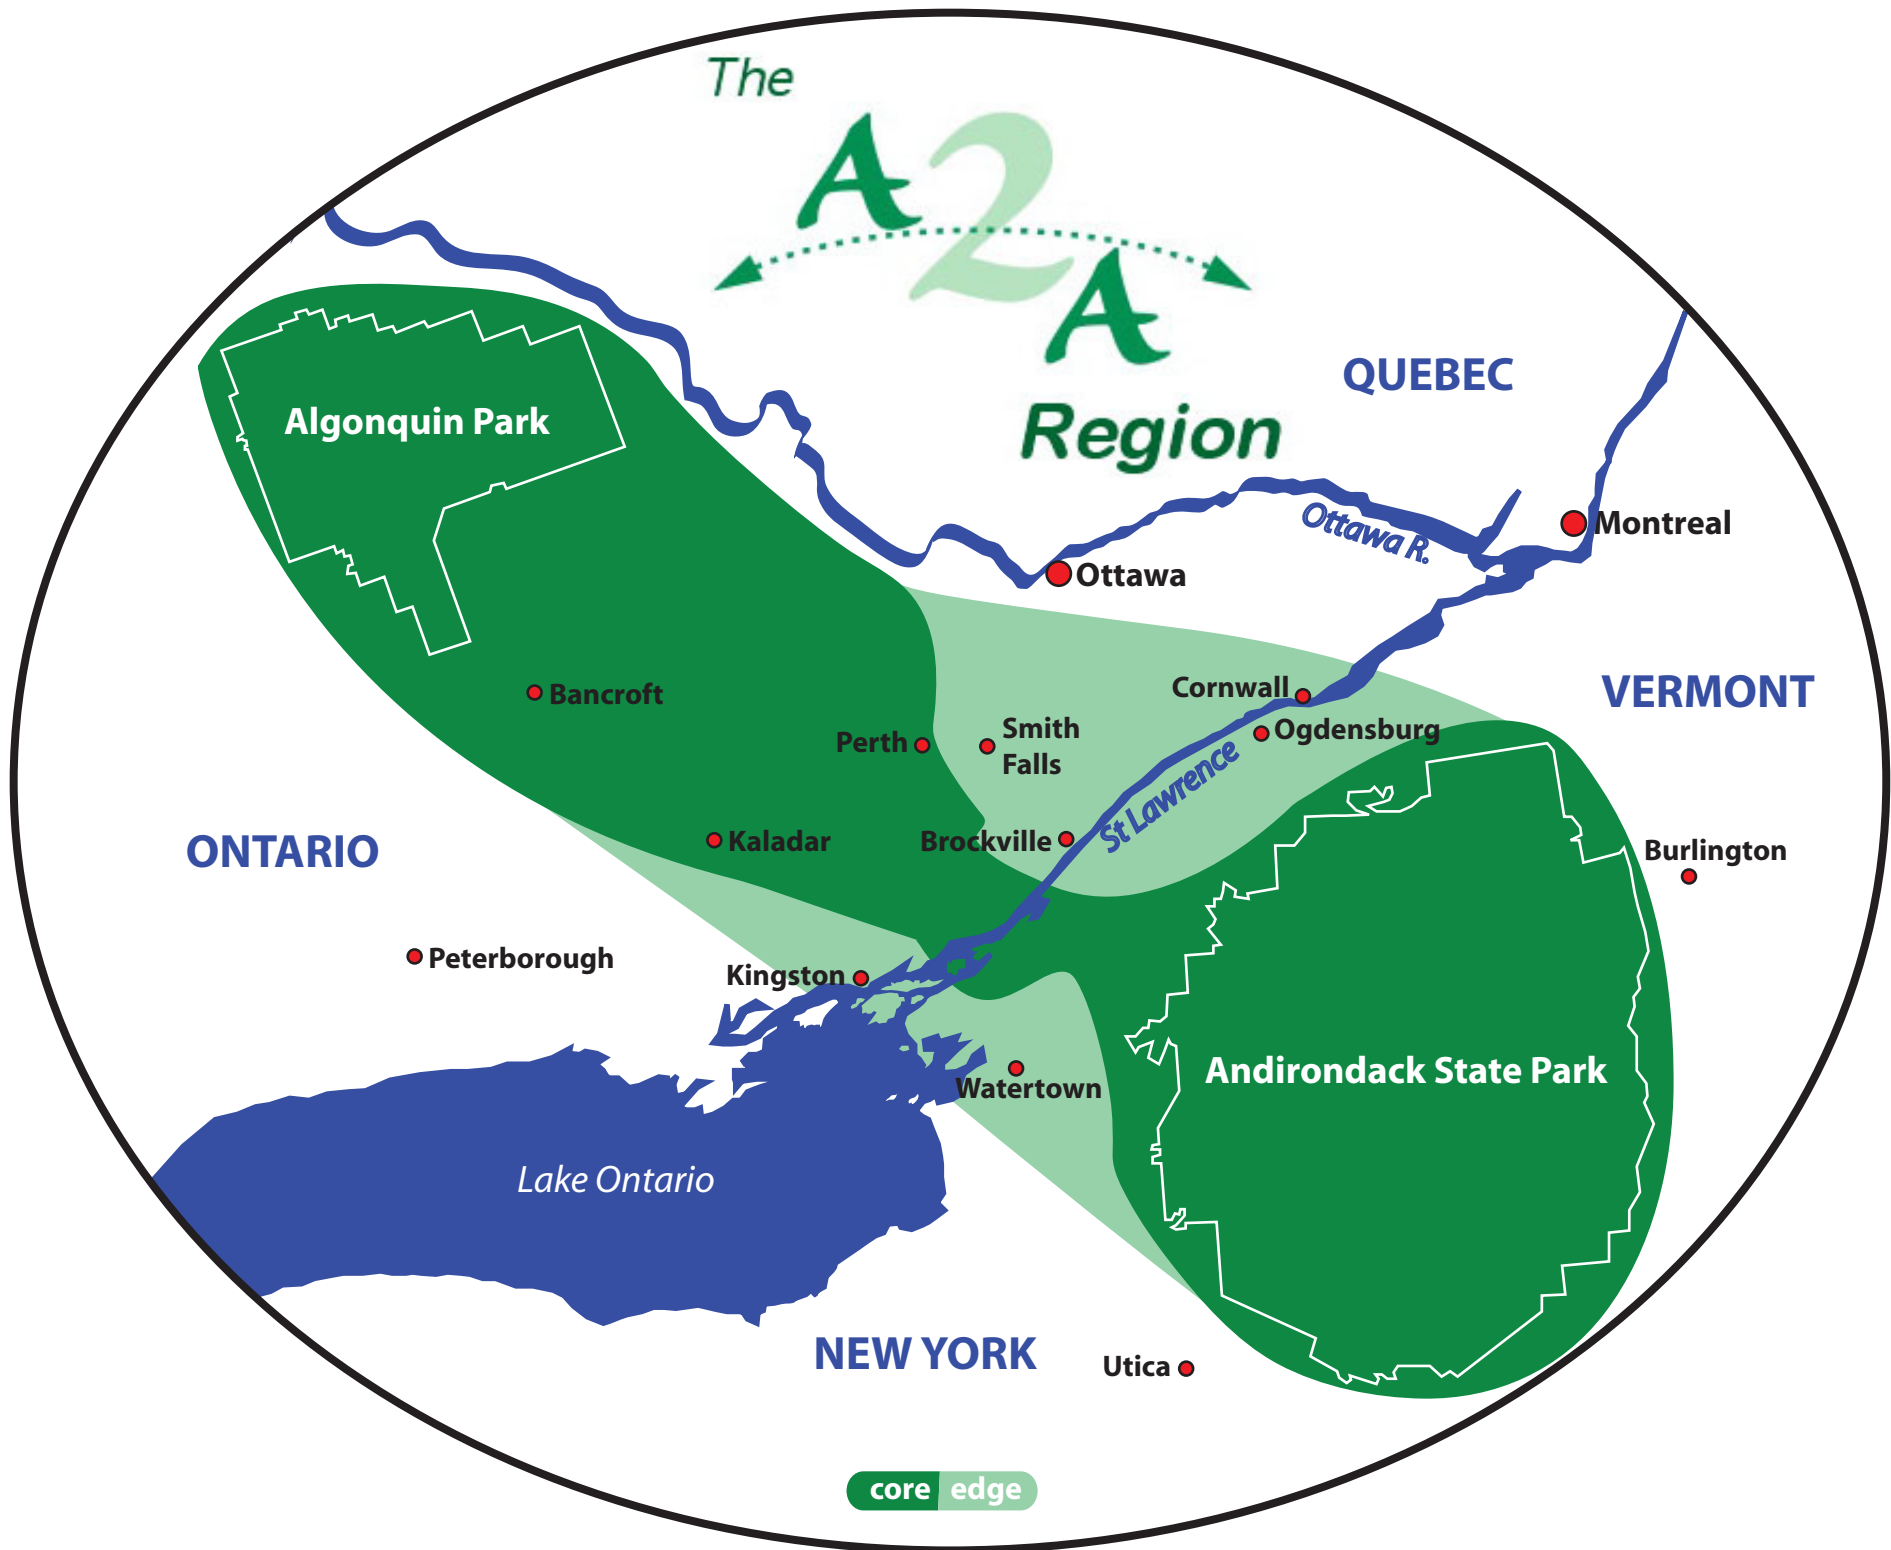 The
A2A
Region
QUEBEC
Algonquin Park
Ottawa R.
Montreal
Ottawa
Bancroft
Cornwall
VERMONT
Perth
Smith
Falls
Ogdensburg
St Lawrence
ONTARIO
Kaladar
Brockville
Burlington
Peterborough
Kingston
Andirondack State Park
Watertown
Lake Ontario
NEW YORK
Utica
core edge